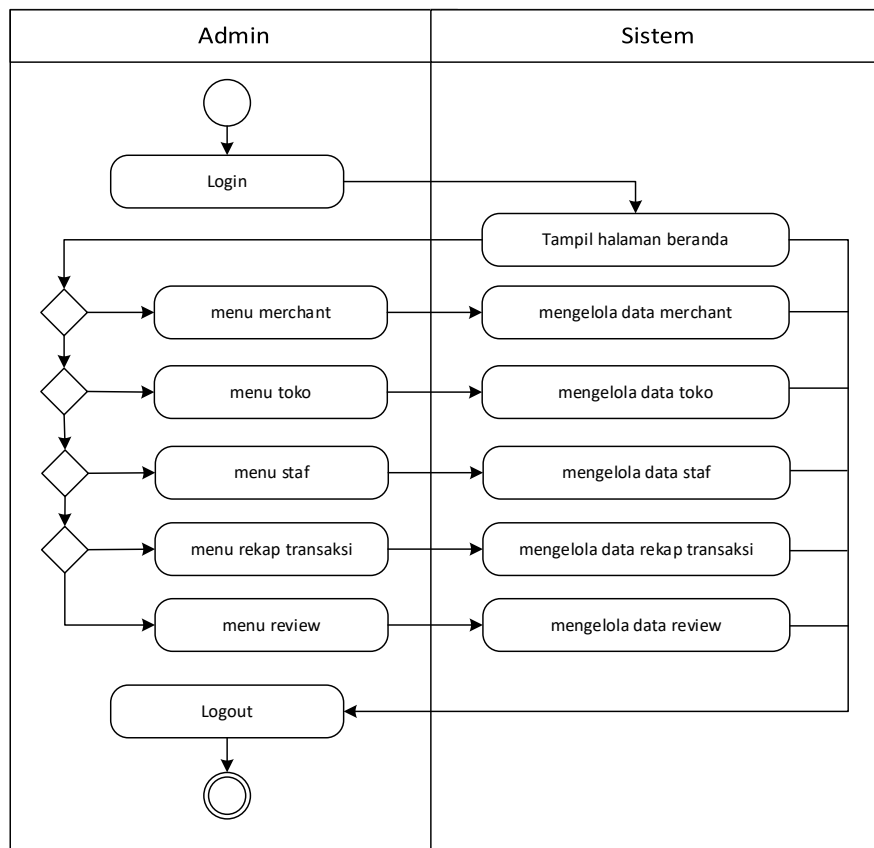 Admin
Sistem
Login
Tampil halaman beranda
menu merchant
mengelola data merchant
menu toko
mengelola data toko
menu staf
mengelola data staf
menu rekap transaksi
mengelola data rekap transaksi
menu review
mengelola data review
Logout